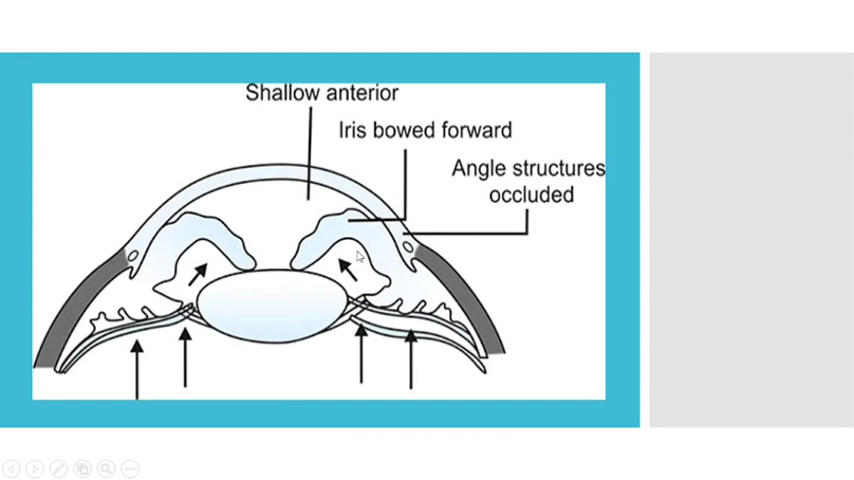 Shallow anterior
Iris bowed forward
Angle structures
occluded